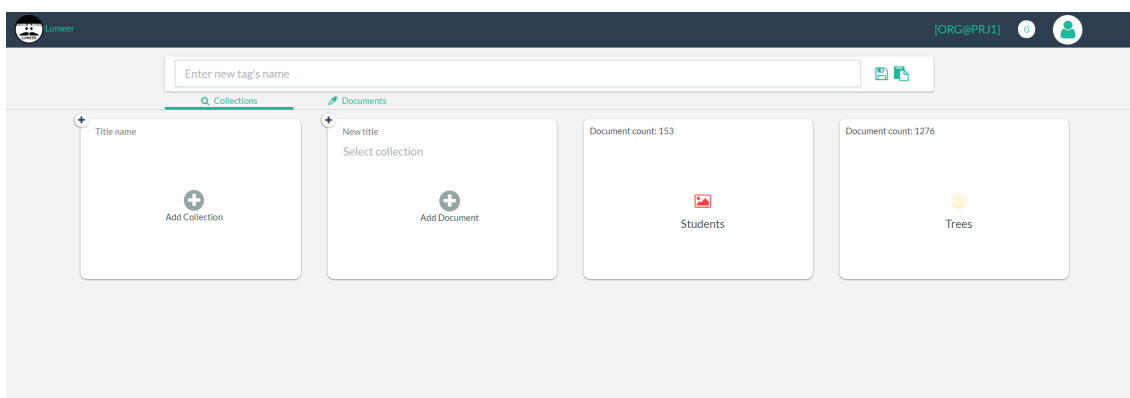 Lumeer
[ORG@PRJ1] 0
Enter new tag's name
Collections Documents
Title name
Add Collection
New title
Select collection
Add Document
Document count: 153
Students
Document count: 1276
Trees